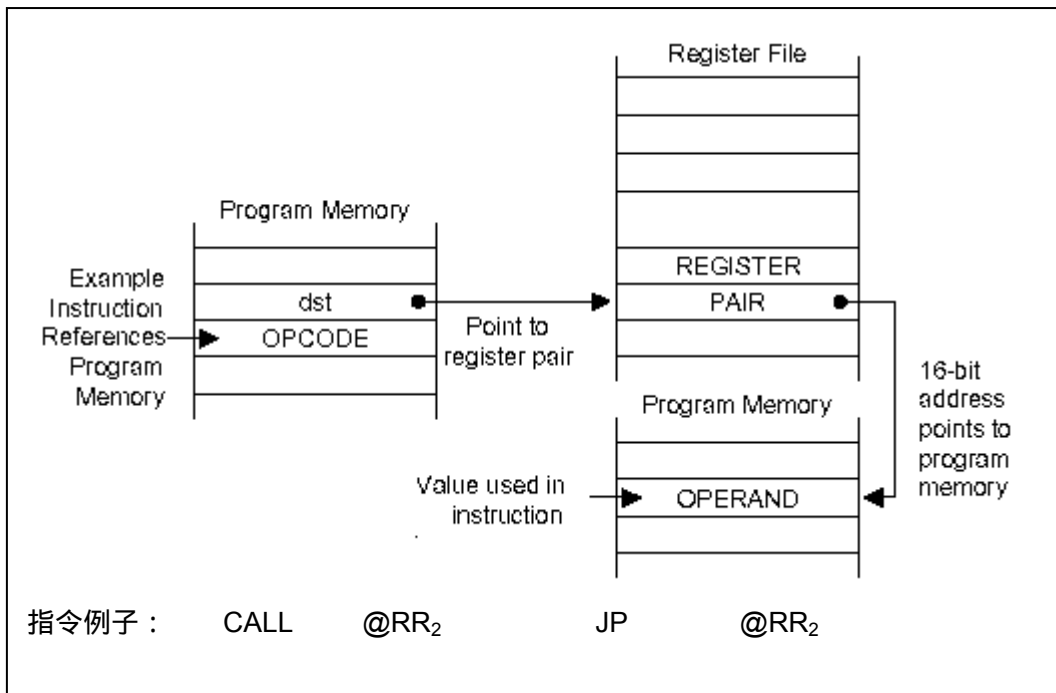 Register File
Program Memory
REGISTER
Example
Instruction
References
Program
Memory
dst
OPCODE
Point to
register pair
PAIR
16-bit
address
points to
program
memory
Program Memory
Value used in
instruction
OPERAND
指令例子： CALL @RR₂ JP @RR₂